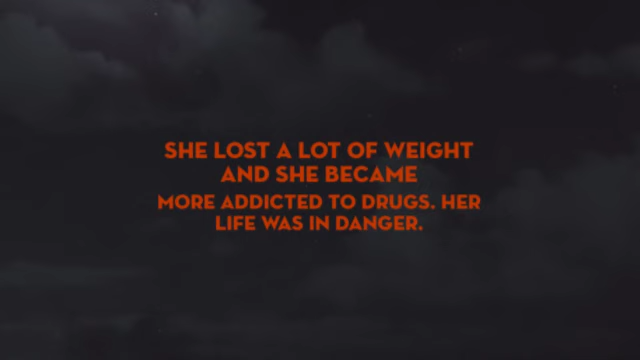 SHE LOST A LOT OF WEIGHT
AND SHE BECAME
MORE ADDICTED TO DRUGS. HER
LIFE WAS IN DANGER.